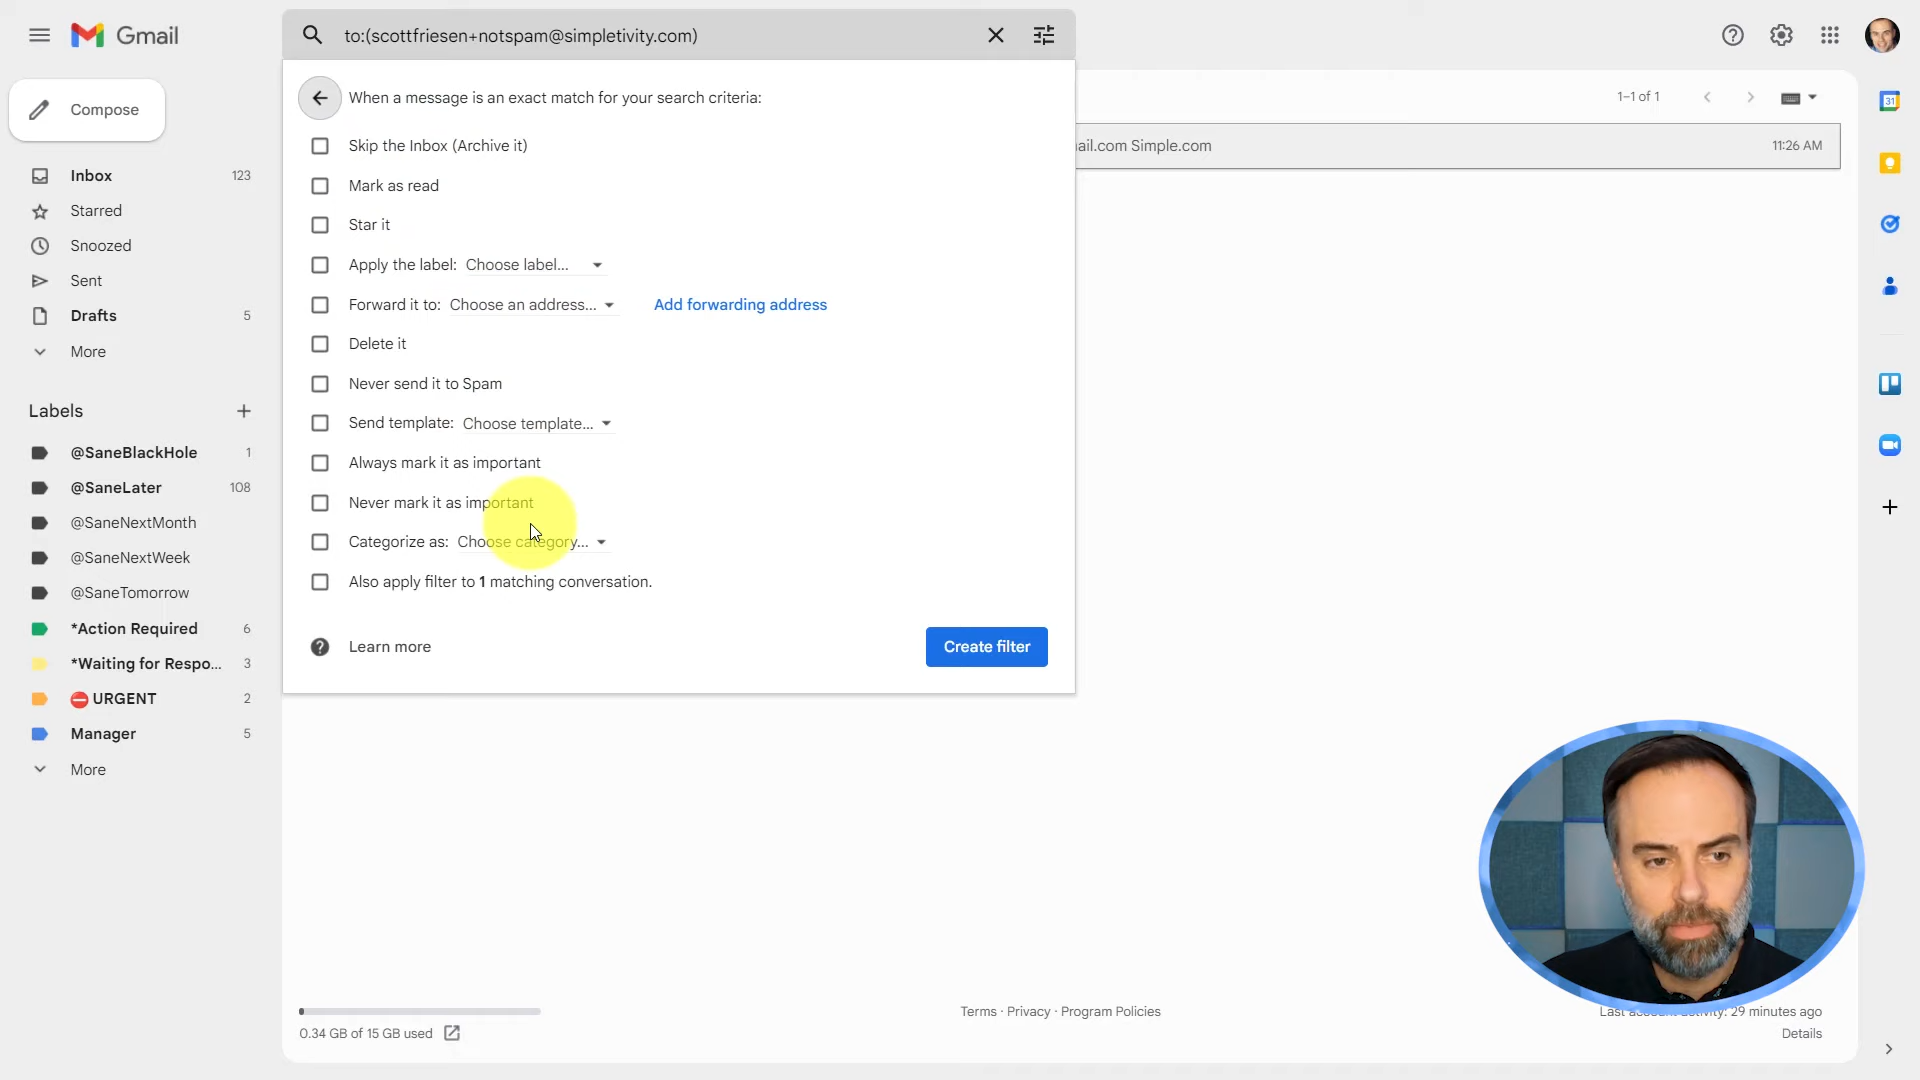 Gmail
to:(scottfriesen+notspam@simpletivity.com)
Compose
When a message is an exact match for your search criteria:
1–1 of 1
Skip the Inbox (Archive it)
ail.com Simple.com
11:26 AM
Inbox 123
Mark as read
Starred
Star it
Snoozed
Apply the label: Choose label...
Sent
Forward it to: Choose an address...
Add forwarding address
Drafts 5
Delete it
More
Never send it to Spam
Labels
Send template: Choose template...
@SaneBlackHole 1
Always mark it as important
@SaneLater 108
Never mark it as important
@SaneNextMonth
Categorize as: Choose category...
@SaneNextWeek
Also apply filter to 1 matching conversation.
@SaneTomorrow
*Action Required 6
Learn more
Create filter
*Waiting for Respo... 3
URGENT 2
Manager 5
More
31
0.34 GB of 15 GB used
Terms · Privacy · Program Policies
Last activity: 29 minutes ago
Details